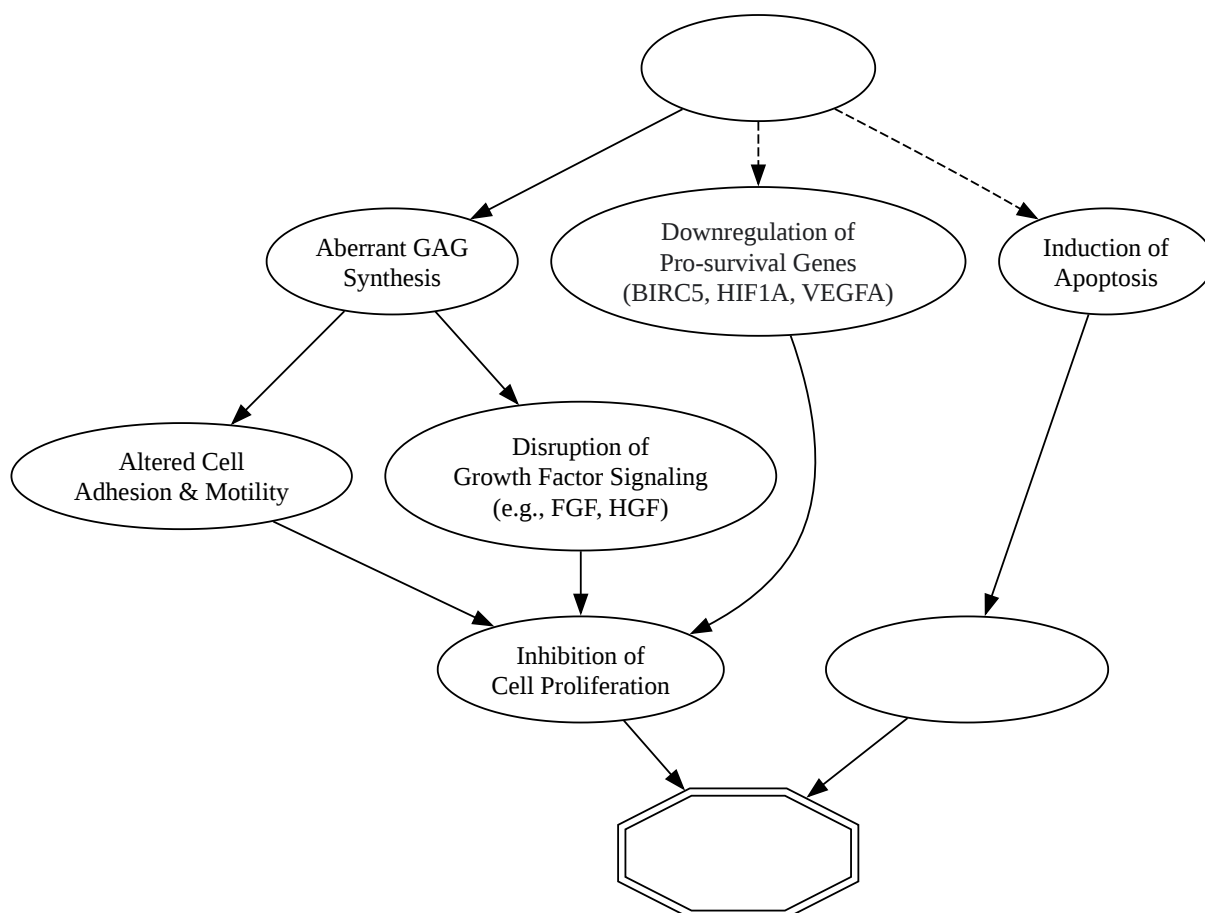 Aberrant GAG
Synthesis
Downregulation of
Pro-survival Genes
(BIRC5, HIF1A, VEGFA)
Induction of
Apoptosis
Altered Cell
Adhesion & Motility
Disruption of
Growth Factor Signaling
(e.g., FGF, HGF)
Inhibition of
Cell Proliferation